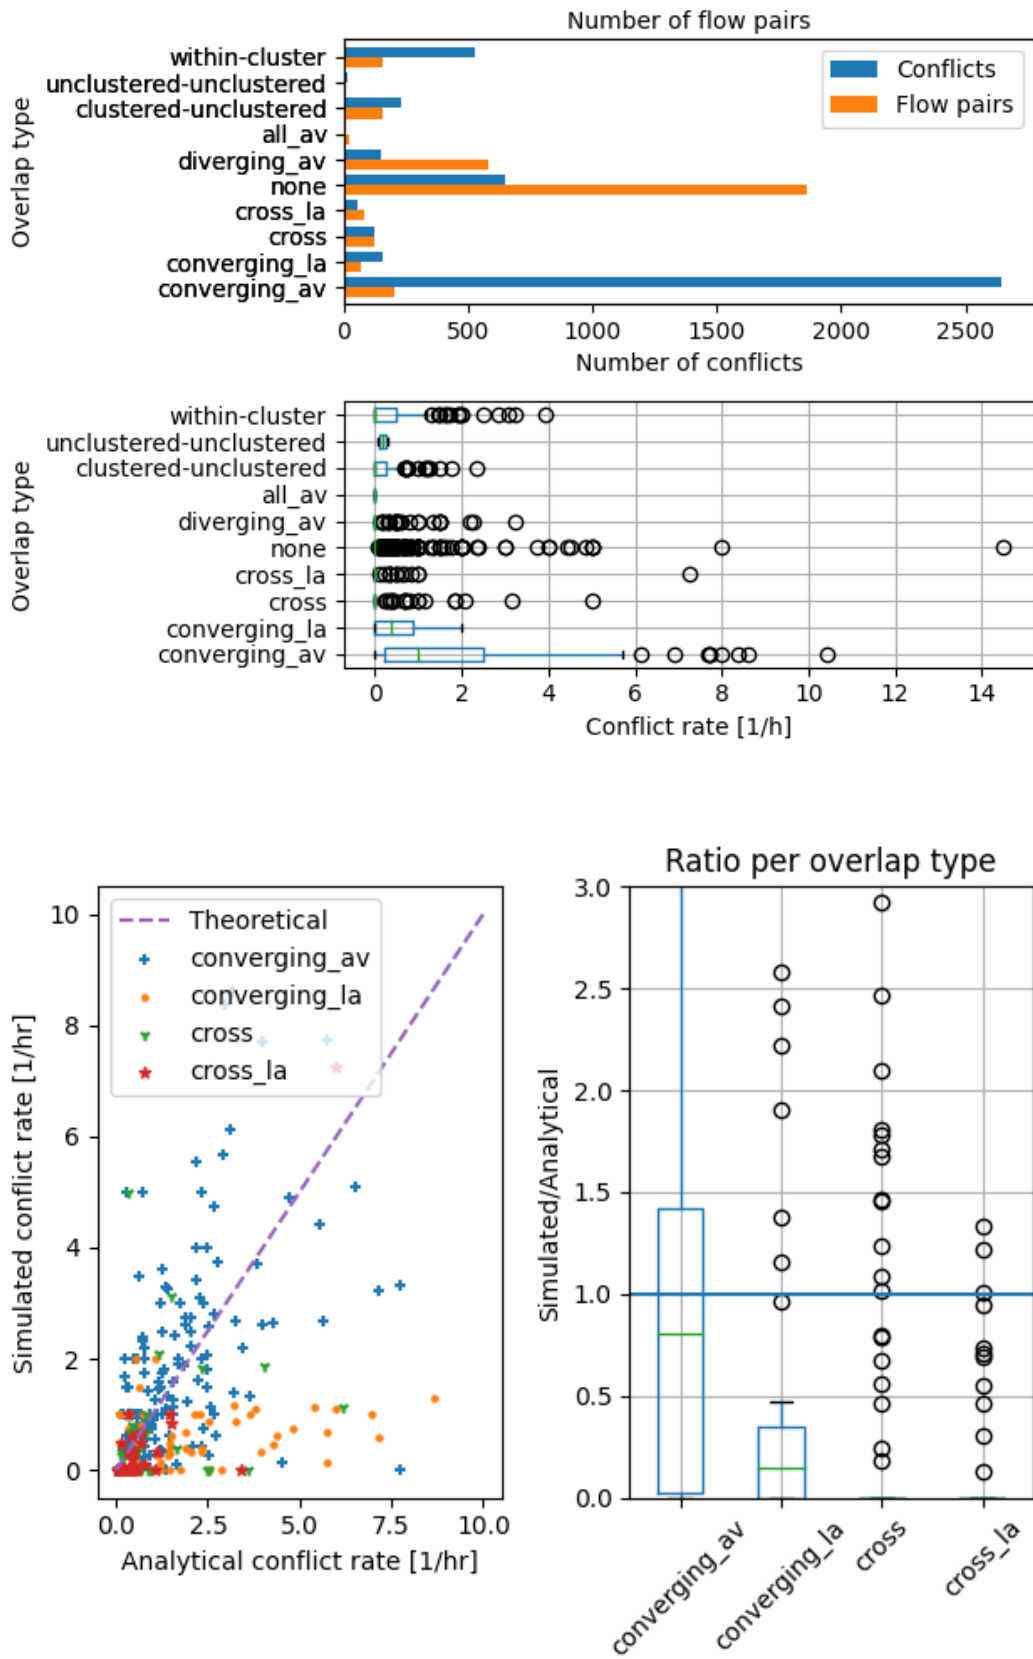 Number of flow pairs
Overlap type
within-cluster
unclustered-unclustered
clustered-unclustered
all_av
diverging_av
none
cross_la
cross
converging_la
converging_av
Conflicts
Flow pairs
0 500 1000 1500 2000 2500
Number of conflicts
Overlap type
within-cluster
unclustered-unclustered
clustered-unclustered
all_av
diverging_av
none
cross_la
cross
converging_la
converging_av
0 2 4 6 8 10 12 14
Conflict rate [1/h]
Simulated conflict rate [1/hr]
10
8
6
4
2
0
Theoretical
converging_av
converging_la
cross
cross_la
0.0 2.5 5.0 7.5 10.0
Analytical conflict rate [1/hr]
Ratio per overlap type
Simulated/Analytical
3.0
2.5
2.0
1.5
1.0
0.5
0.0
converging_av
converging_la
cross
cross_la